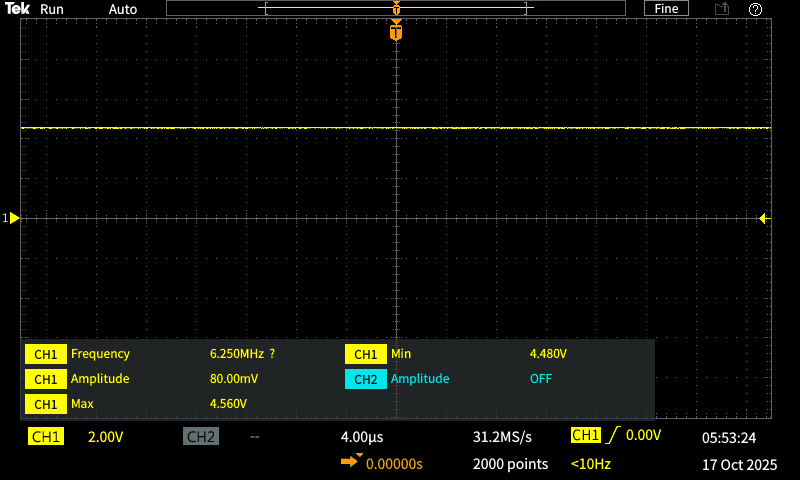 Tek Run Auto T Fine ?
T
1
CH1 Frequency 6.250MHz ? CH1 Min 4.480V
CH1 Amplitude 80.00mV CH2 Amplitude OFF
CH1 Max 4.560V
CH1 2.00V CH2 -- 4.00µs 31.2MS/s CH1 0.00V 05:53:24
0.00000s 2000 points <10Hz 17 Oct 2025